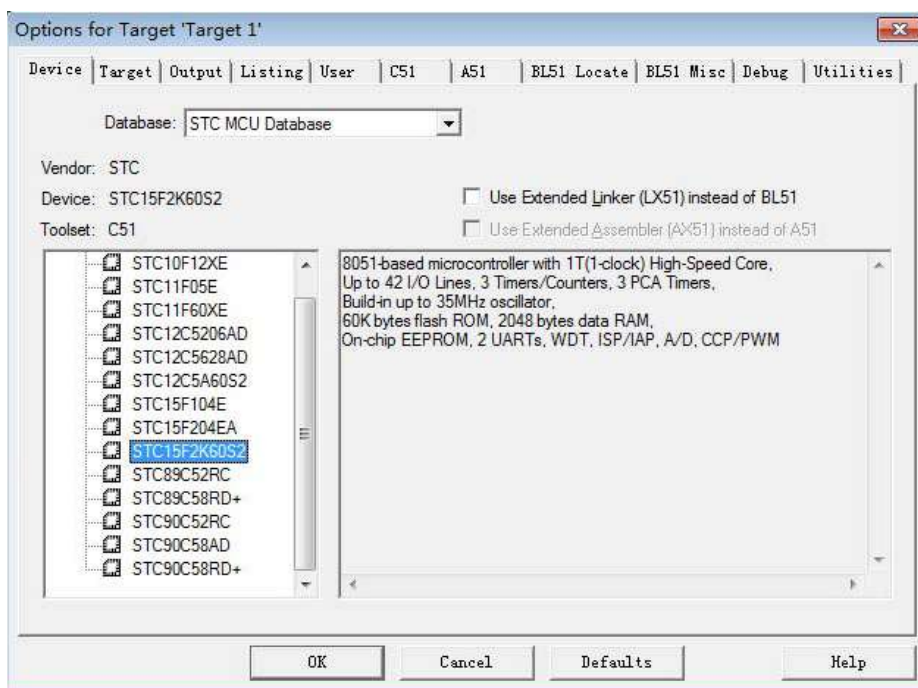 Options for Target 'Target 1'
Device Target Output Listing User C51 A51 BL51 Locate BL51 Misc Debug Utilities
Database: STC MCU Database
Vendor: STC
Device: STC15F2K60S2
Toolset: C51
Use Extended Linker (LX51) instead of BL51
Use Extended Assembler (AX51) instead of A51
STC10F12XE
STC11F05E
STC11F60XE
STC12C5206AD
STC12C5628AD
STC12C5A60S2
STC15F104E
STC15F204EA
STC15F2K60S2
STC89C52RC
STC89C58RD+
STC90C52RC
STC90C58AD
STC90C58RD+
8051-based microcontroller with 1T(1-clock) High-Speed Core,
Up to 42 I/O Lines, 3 Timers/Counters, 3 PCA Timers,
Build-in up to 35MHz oscillator,
60K bytes flash ROM, 2048 bytes data RAM,
On-chip EEPROM, 2 UARTs, WDT, ISP/IAP, A/D, CCP/PWM
OK Cancel Defaults Help